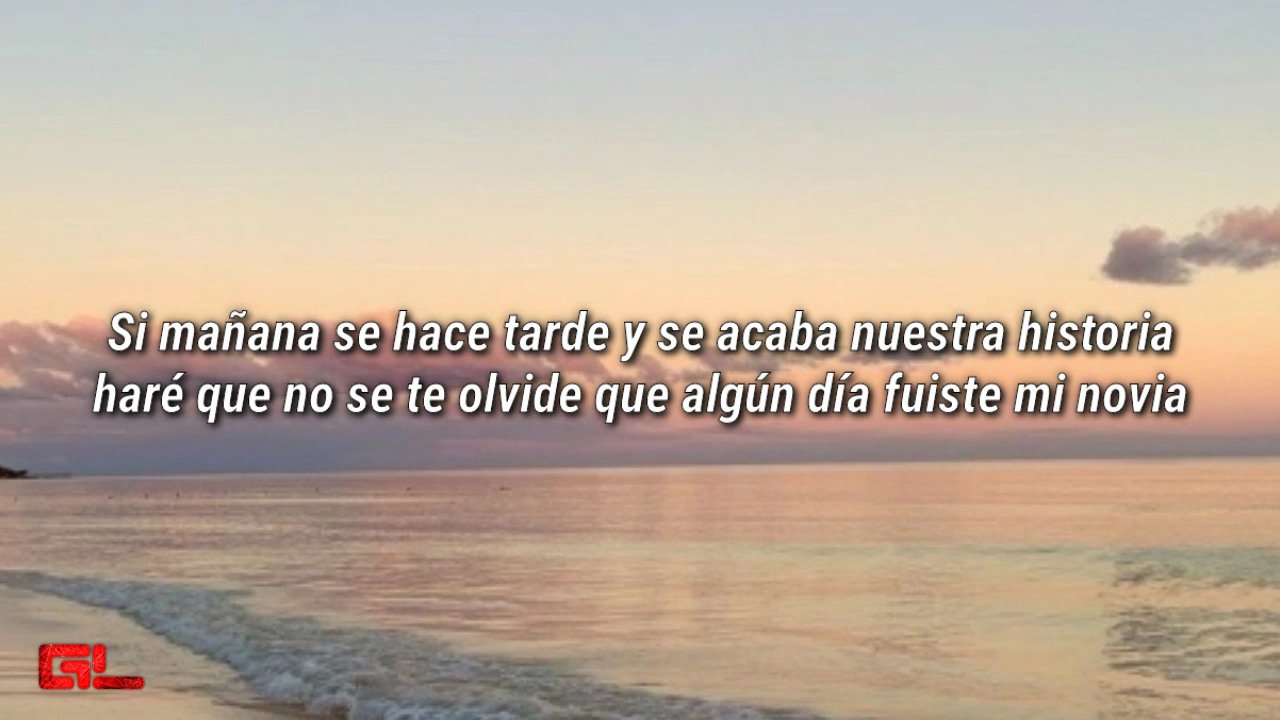 Si mañana se hace tarde y se acaba nuestra historia
haré que no se te olvide que algún día fuiste mi novia
GL